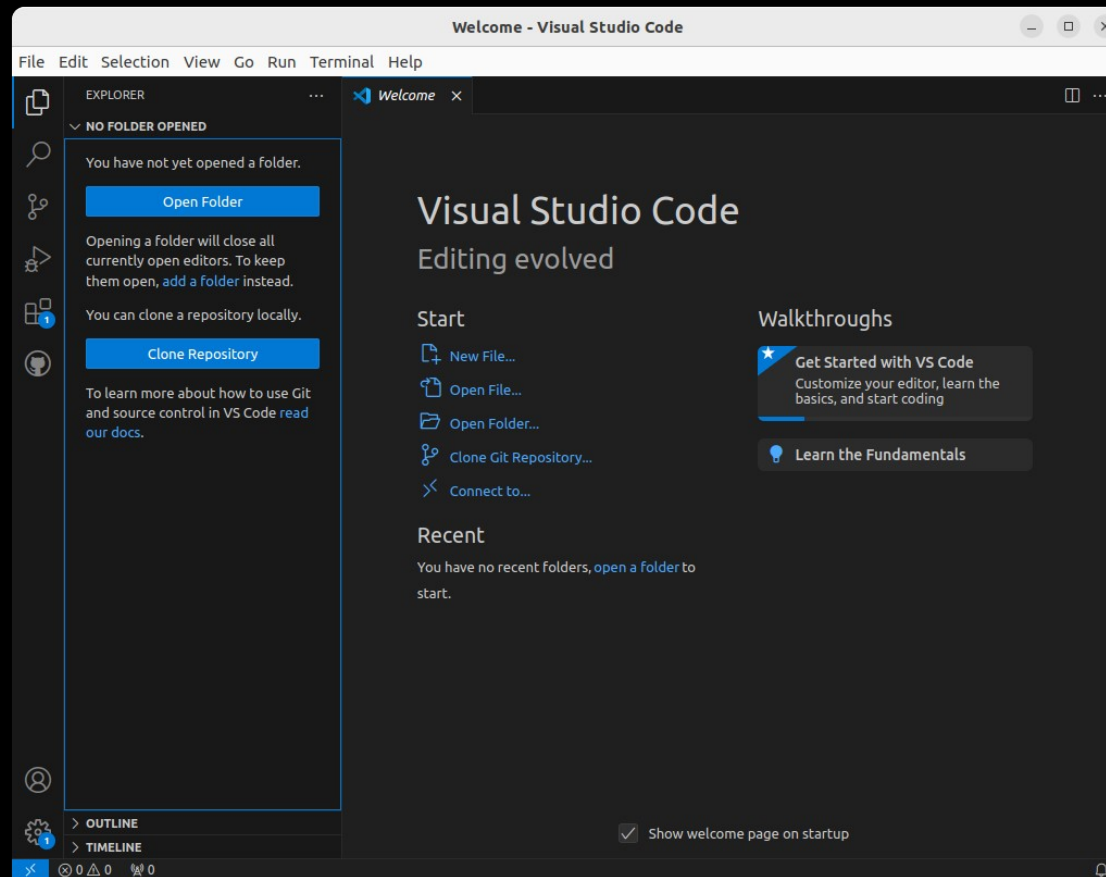 Welcome - Visual Studio Code
File Edit Selection View Go Run Terminal Help
EXPLORER
NO FOLDER OPENED
You have not yet opened a folder.
Open Folder
Opening a folder will close all
currently open editors. To keep
them open, add a folder instead.
You can clone a repository locally.
Clone Repository
To learn more about how to use Git
and source control in VS Code read
our docs.
1
OUTLINE
1
TIMELINE
Welcome
Visual Studio Code
Editing evolved
Start
New File...
Open File...
Open Folder...
Clone Git Repository...
Connect to...
Recent
You have no recent folders, open a folder to
start.
Walkthroughs
Get Started with VS Code
Customize your editor, learn the
basics, and start coding
Learn the Fundamentals
Show welcome page on startup
0 0 0